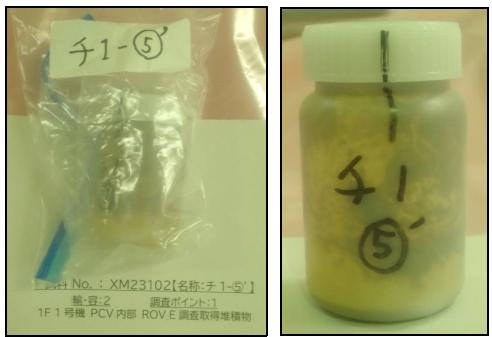 チ1-⑤'
試料 No. : XM23102【名称:チ1-⑤'】
輸・容:2 調査ポイント:1
1F 1号機 PCV内部 ROV E調査取得堆積物
チ1
⑤'